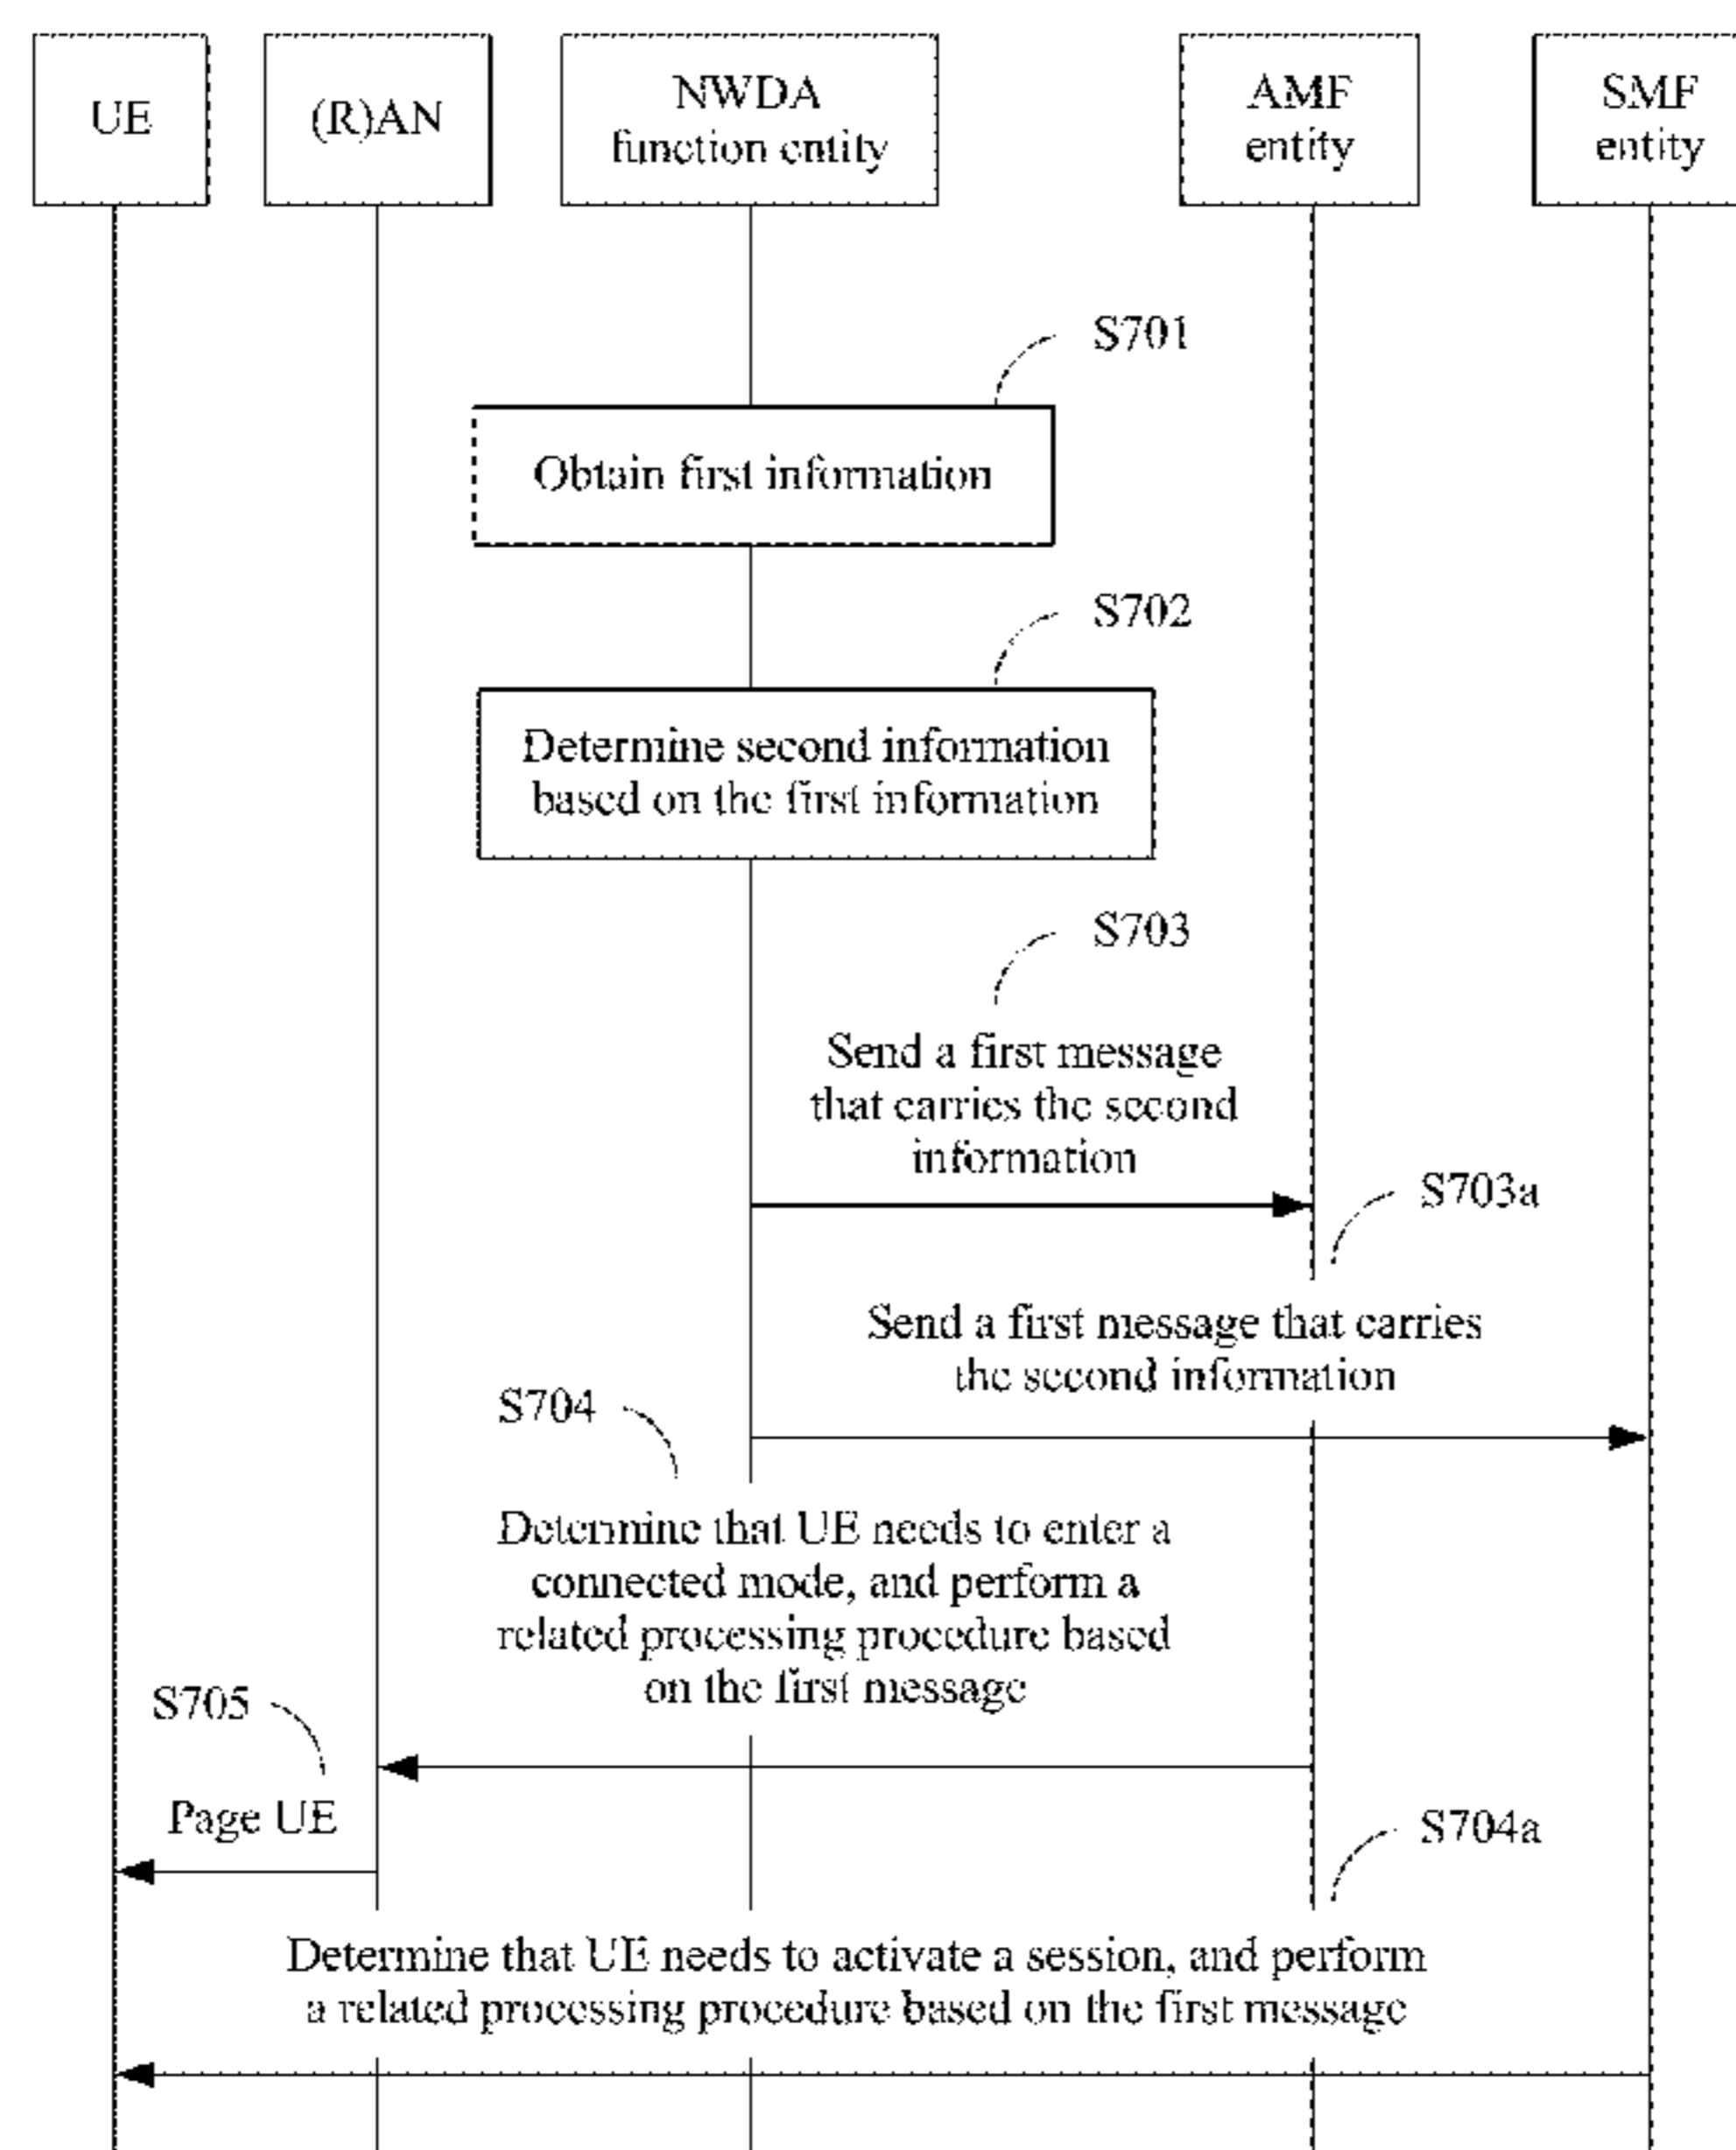 UE
(R)AN
NWDA
function entity
AMF
entity
SMF
entity
S701
Obtain first information
S702
Determine second information
based on the first information
S703
Send a first message
that carries the second
information
S703a
Send a first message that carries
the second information
S704
Determine that UE needs to enter a
connected mode, and perform a
related processing procedure based
on the first message
S705
Page UE
S704a
Determine that UE needs to activate a session, and perform
a related processing procedure based on the first message